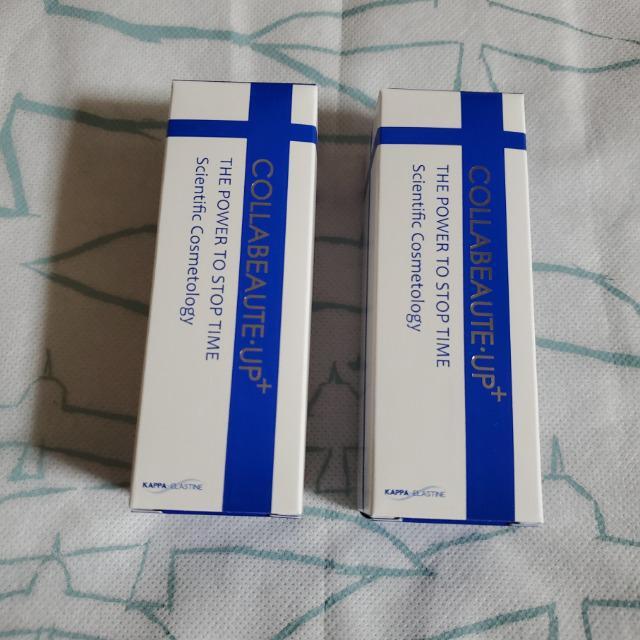 COLLABEAUTE·UP+
THE POWER TO STOP TIME
Scientific Cosmetology
KAPPA ELASTINE
COLLABEAUTE·UP+
THE POWER TO STOP TIME
Scientific Cosmetology
KAPPA ELASTINE